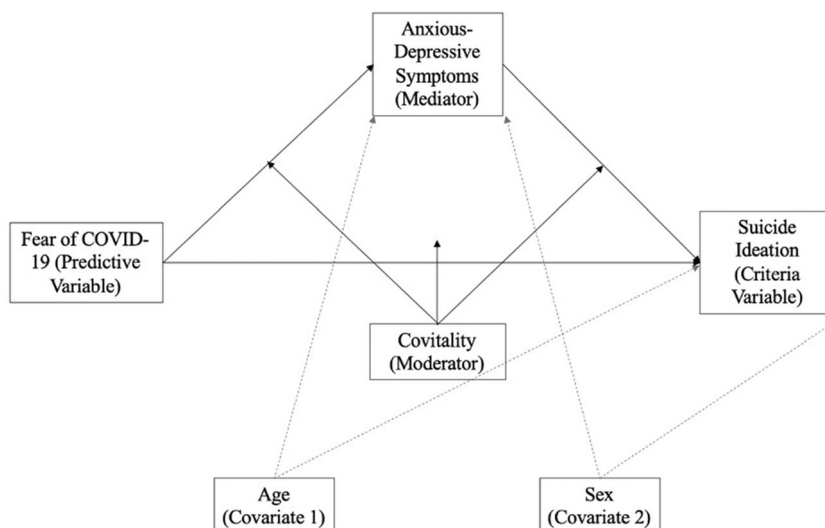 Anxious-
Depressive
Symptoms
(Mediator)
Fear of COVID-
19 (Predictive
Variable)
Suicide
Ideation
(Criteria
Variable)
Covitality
(Moderator)
Age
(Covariate 1)
Sex
(Covariate 2)